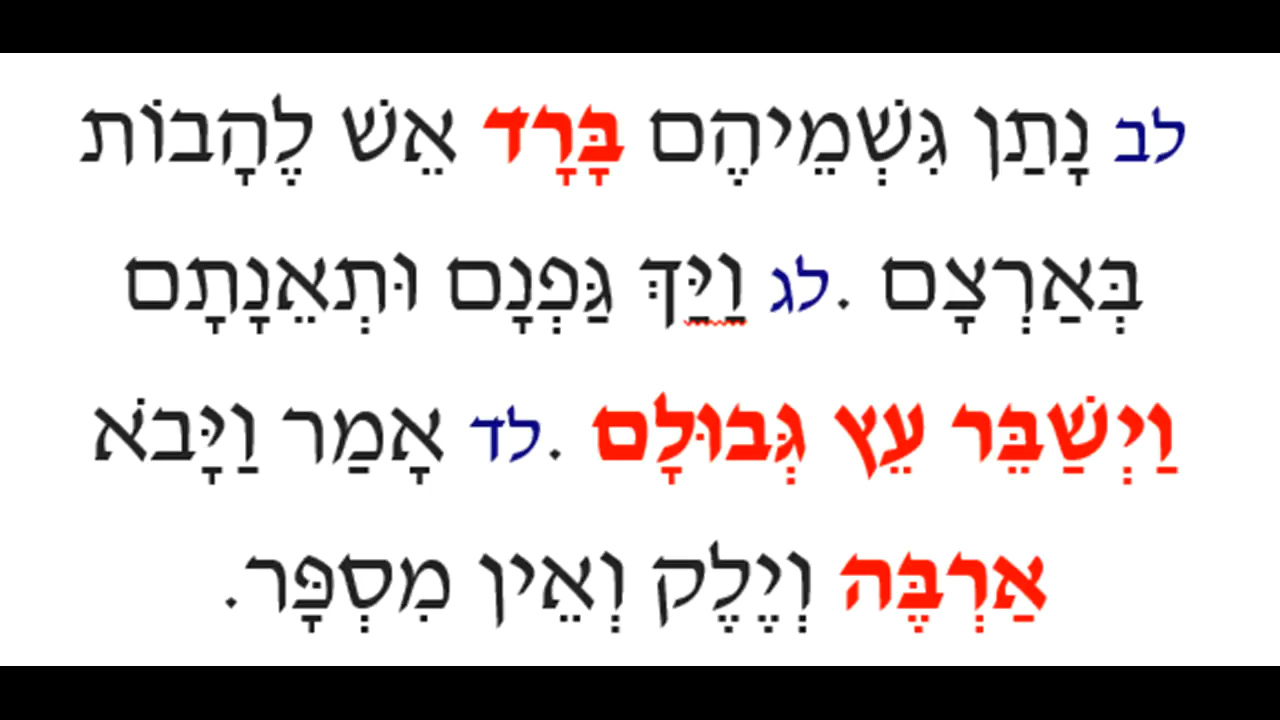 לב נָתַן גִּשְׁמֵיהֶם בָּרָד אֵשׁ לֶהָבוֹת
בְּאַרְצָם .לג וַיַּךְ גַּפְנָם וּתְאֵנָתָם
וַיְשַׁבֵּר עֵץ גְּבוּלָם .לד אָמַר וַיָּבֹא
אַרְבֶּה וְיֶלֶק וְאֵין מִסְפָּר.